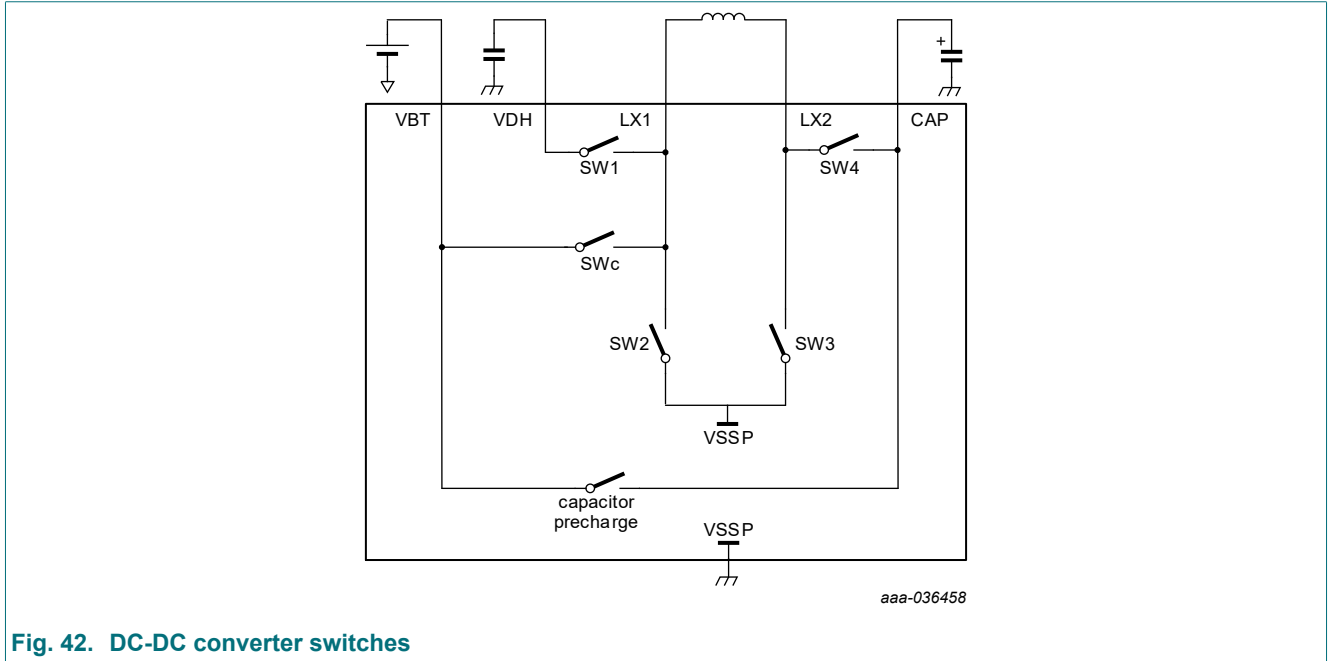 +
VBT VDH LX1 LX2 CAP
SW1 SW4
SWc
SW2 SW3
VSSP
capacitor
precharge
VSSP
aaa-036458
Fig. 42. DC-DC converter switches